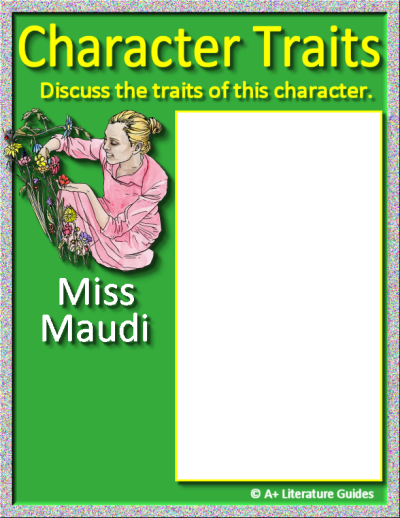 Character Traits
Discuss the traits of this character.
Miss
Maudi
© A+ Literature Guides